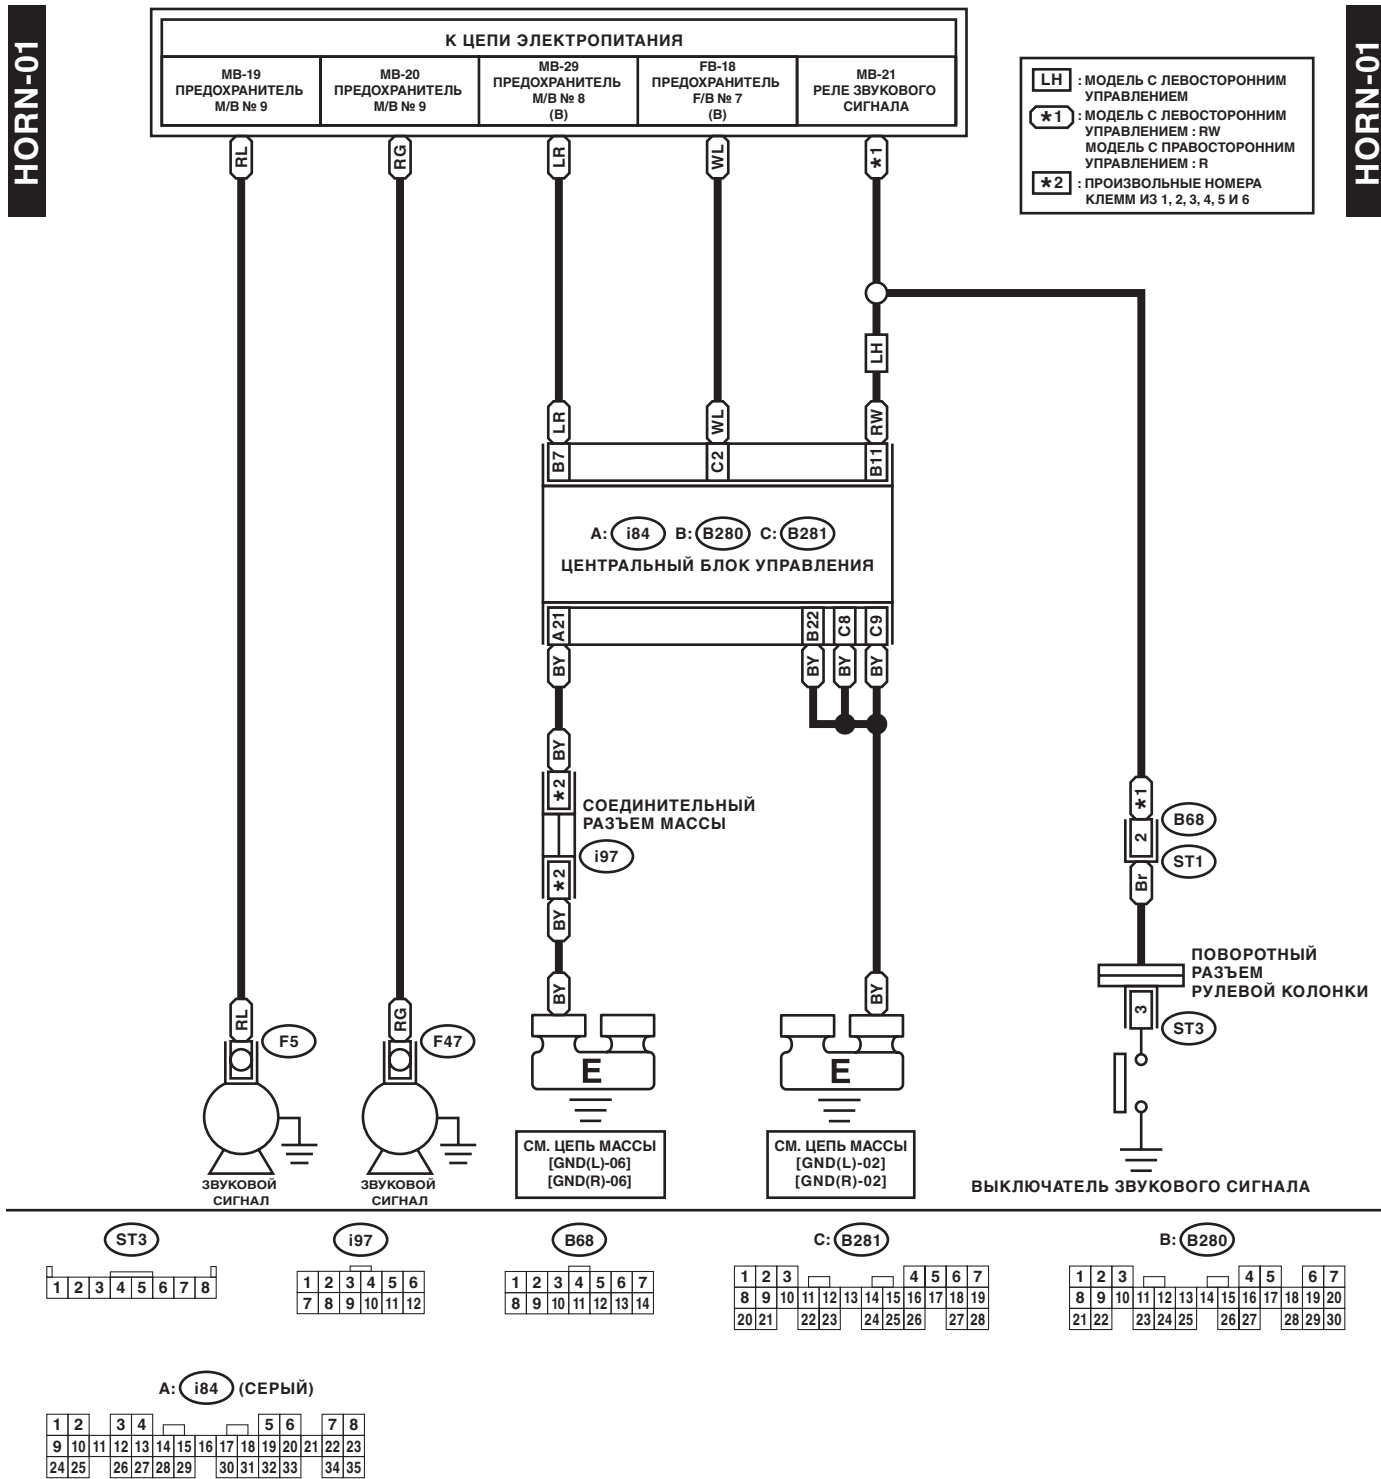 HORN-01
HORN-01
К ЦЕПИ ЭЛЕКТРОПИТАНИЯ
MB-19
ПРЕДОХРАНИТЕЛЬ
M/B № 9
MB-20
ПРЕДОХРАНИТЕЛЬ
M/B № 9
MB-29
ПРЕДОХРАНИТЕЛЬ
M/B № 8
(B)
FB-18
ПРЕДОХРАНИТЕЛЬ
F/B № 7
(B)
MB-21
РЕЛЕ ЗВУКОВОГО
СИГНАЛА
LH : МОДЕЛЬ С ЛЕВОСТОРОННИМ
УПРАВЛЕНИЕМ
*1 : МОДЕЛЬ С ЛЕВОСТОРОННИМ
УПРАВЛЕНИЕМ : RW
МОДЕЛЬ С ПРАВОСТОРОННИМ
УПРАВЛЕНИЕМ : R
*2 : ПРОИЗВОЛЬНЫЕ НОМЕРА
КЛЕММ ИЗ 1, 2, 3, 4, 5 И 6
RL
RG
LR
WL
*1
LH
LR
WL
RW
B7
C2
B11
A: i84 B: B280 C: B281
ЦЕНТРАЛЬНЫЙ БЛОК УПРАВЛЕНИЯ
A21
B22
C8
C9
BY
BY
BY
BY
BY
*2
СОЕДИНИТЕЛЬНЫЙ
РАЗЪЕМ МАССЫ
i97
*2
BY
*1
B68
2
ST1
Br
ПОВОРОТНЫЙ
РАЗЪЕМ
РУЛЕВОЙ КОЛОНКИ
3
ST3
RL
F5
RG
F47
BY
BY
E
E
СМ. ЦЕПЬ МАССЫ
[GND(L)-06]
[GND(R)-06]
СМ. ЦЕПЬ МАССЫ
[GND(L)-02]
[GND(R)-02]
ЗВУКОВОЙ
СИГНАЛ
ЗВУКОВОЙ
СИГНАЛ
ВЫКЛЮЧАТЕЛЬ ЗВУКОВОГО СИГНАЛА
ST3
1 2 3 4 5 6 7 8
i97
1 2 3 4 5 6
7 8 9 10 11 12
B68
1 2 3 4 5 6 7
8 9 10 11 12 13 14
C: B281
1 2 3 4 5 6 7
8 9 10 11 12 13 14 15 16 17 18 19
20 21 22 23 24 25 26 27 28
B: B280
1 2 3 4 5 6 7
8 9 10 11 12 13 14 15 16 17 18 19 20
21 22 23 24 25 26 27 28 29 30
A: i84 (СЕРЫЙ)
1 2 3 4 5 6 7 8
9 10 11 12 13 14 15 16 17 18 19 20 21 22 23
24 25 26 27 28 29 30 31 32 33 34 35